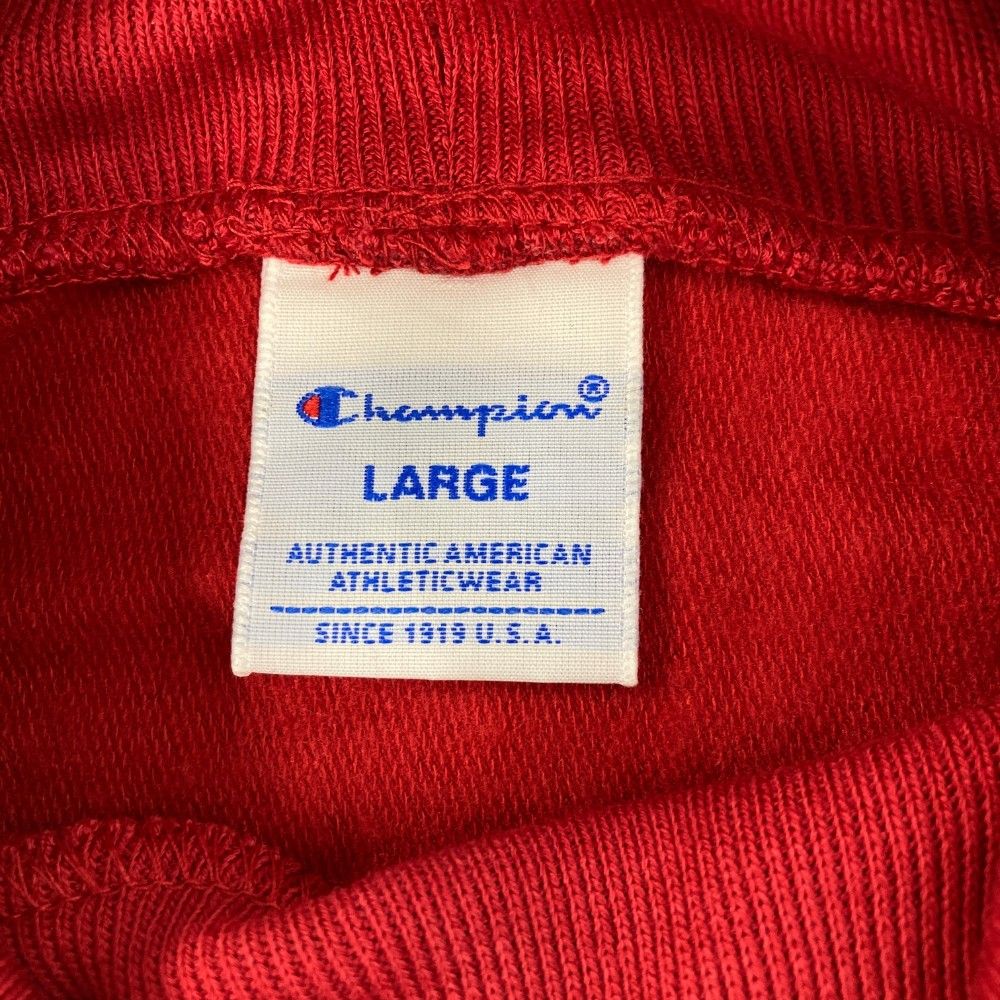 Champion®
LARGE
AUTHENTIC AMERICAN
ATHLETICWEAR
SINCE 1919 U.S.A.